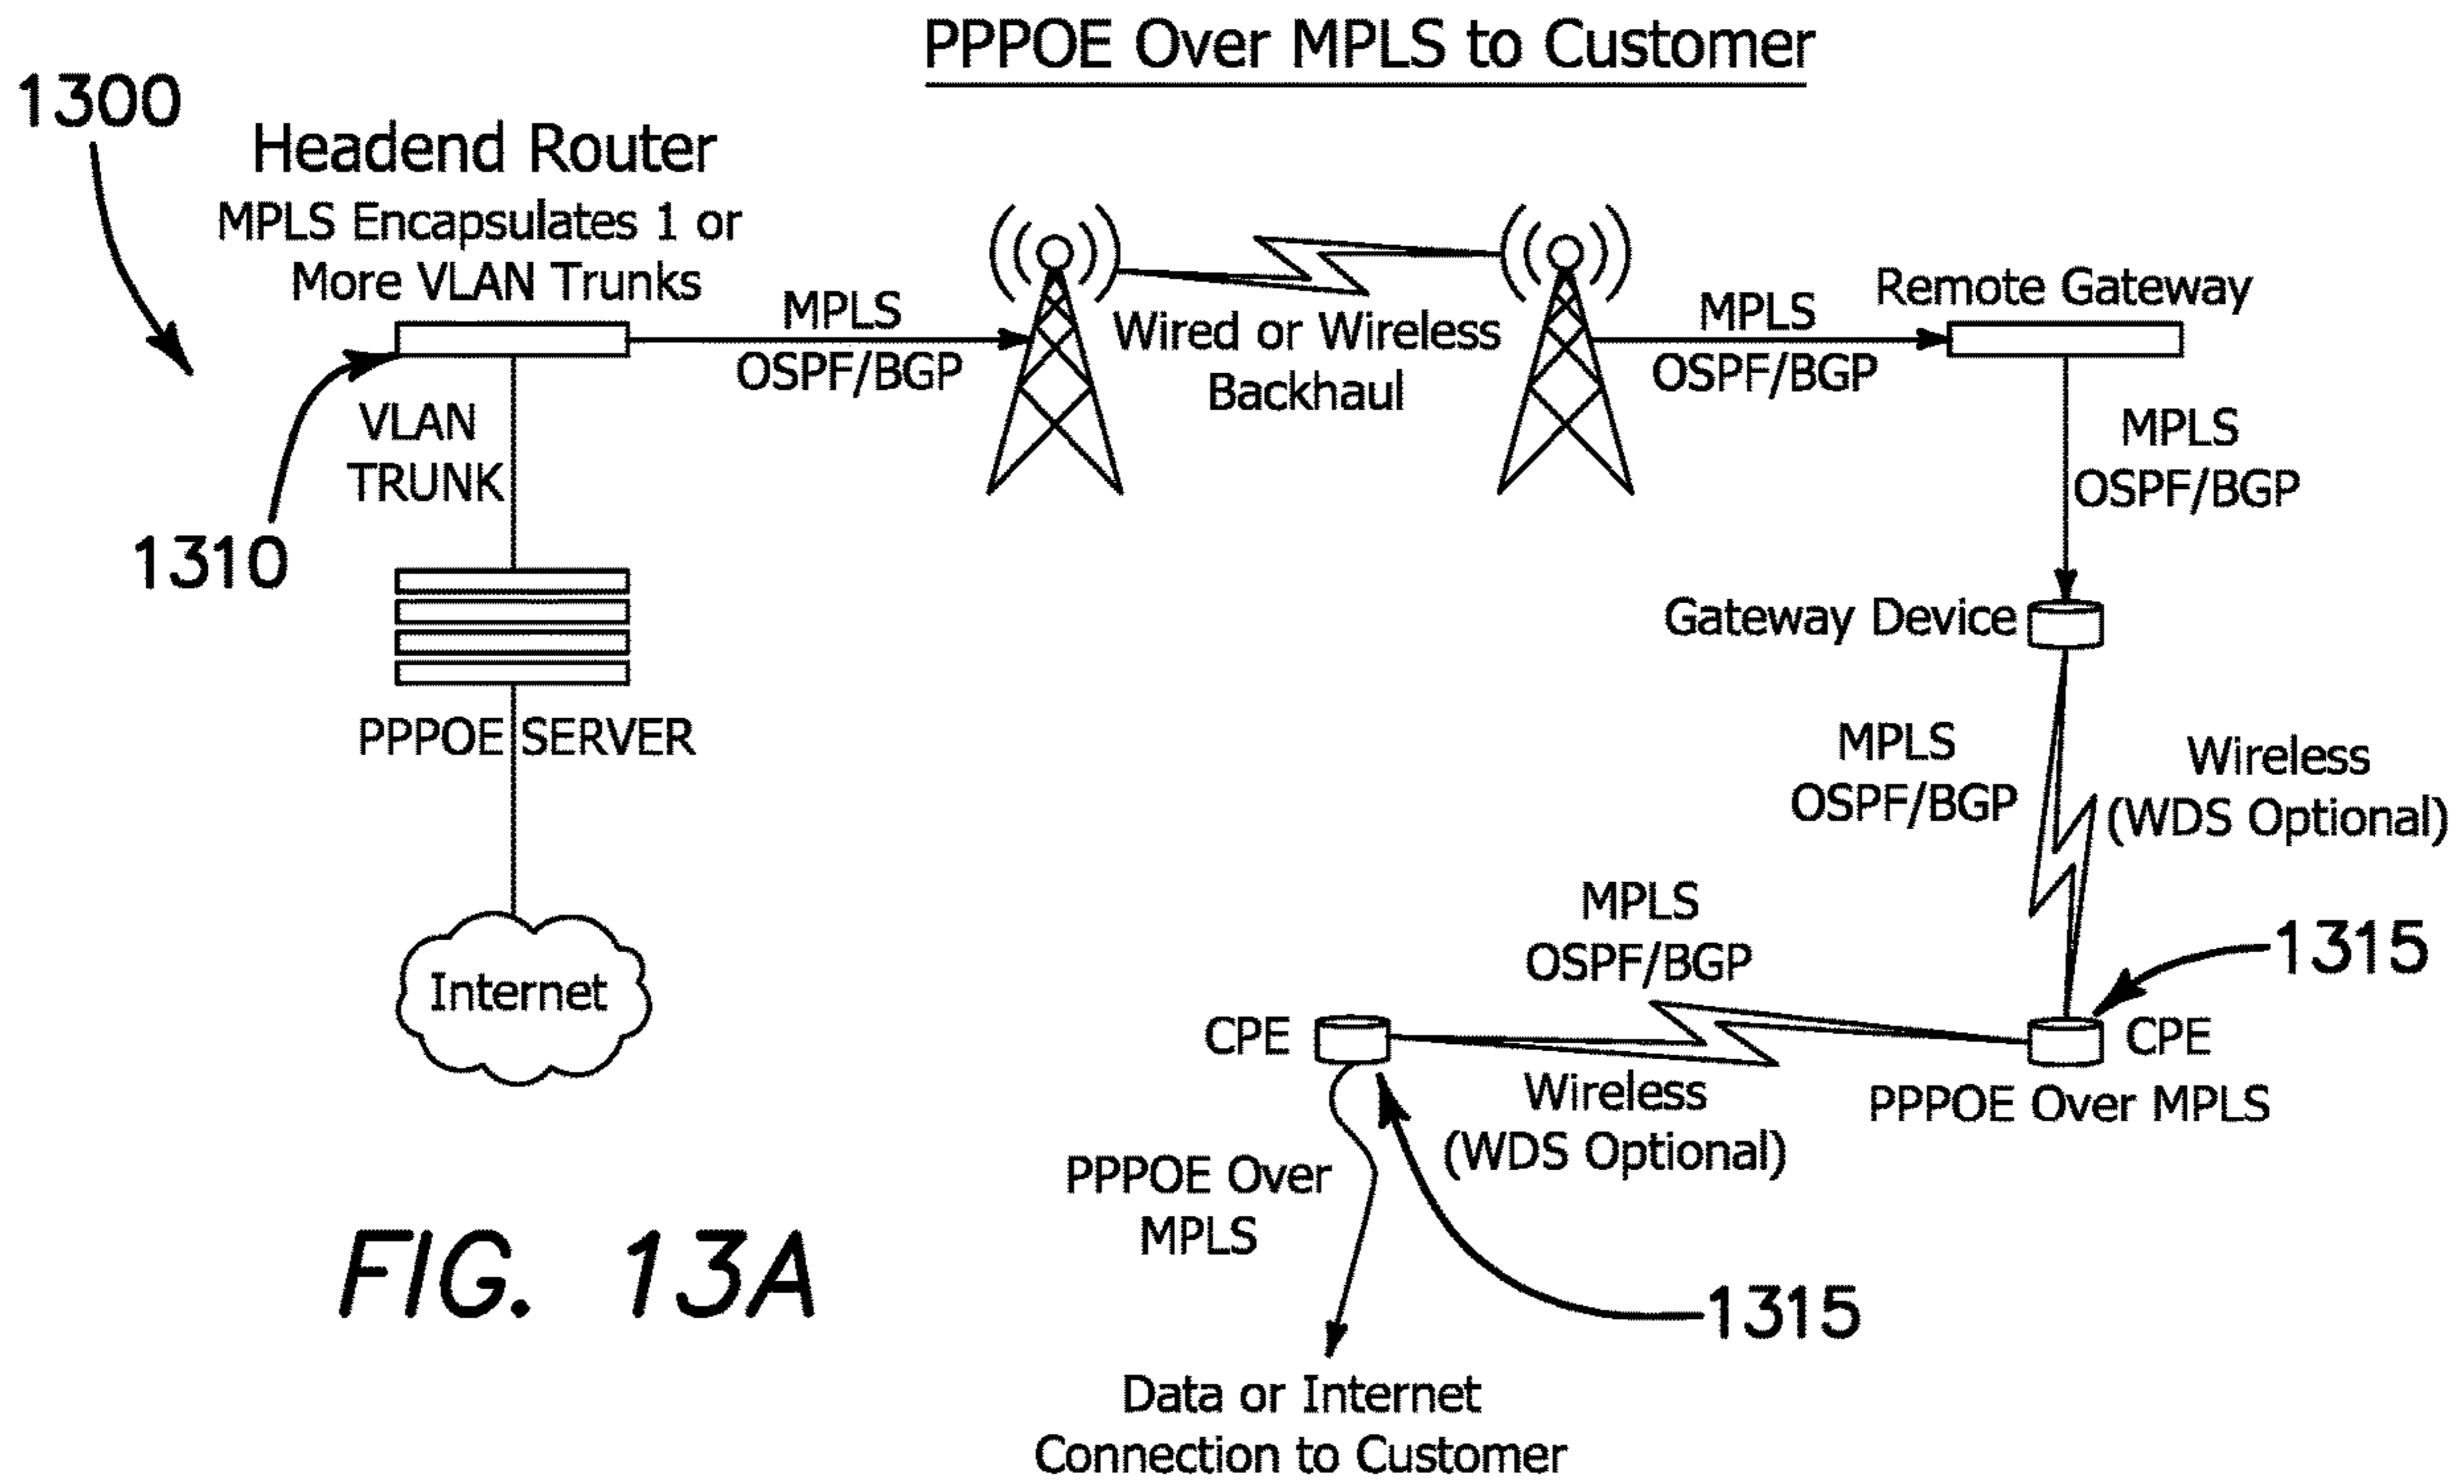 PPPOE Over MPLS to Customer
1300
Headend Router
MPLS Encapsulates 1 or
More VLAN Trunks
MPLS
OSPF/BGP
Wired or Wireless
Backhaul
MPLS
OSPF/BGP
Remote Gateway
VLAN
TRUNK
1310
MPLS
OSPF/BGP
Gateway Device
PPPOE SERVER
MPLS
OSPF/BGP
Wireless
(WDS Optional)
Internet
MPLS
OSPF/BGP
1315
CPE
CPE
PPPOE Over MPLS
Wireless
(WDS Optional)
PPPOE Over
MPLS
1315
FIG. 13A
Data or Internet
Connection to Customer